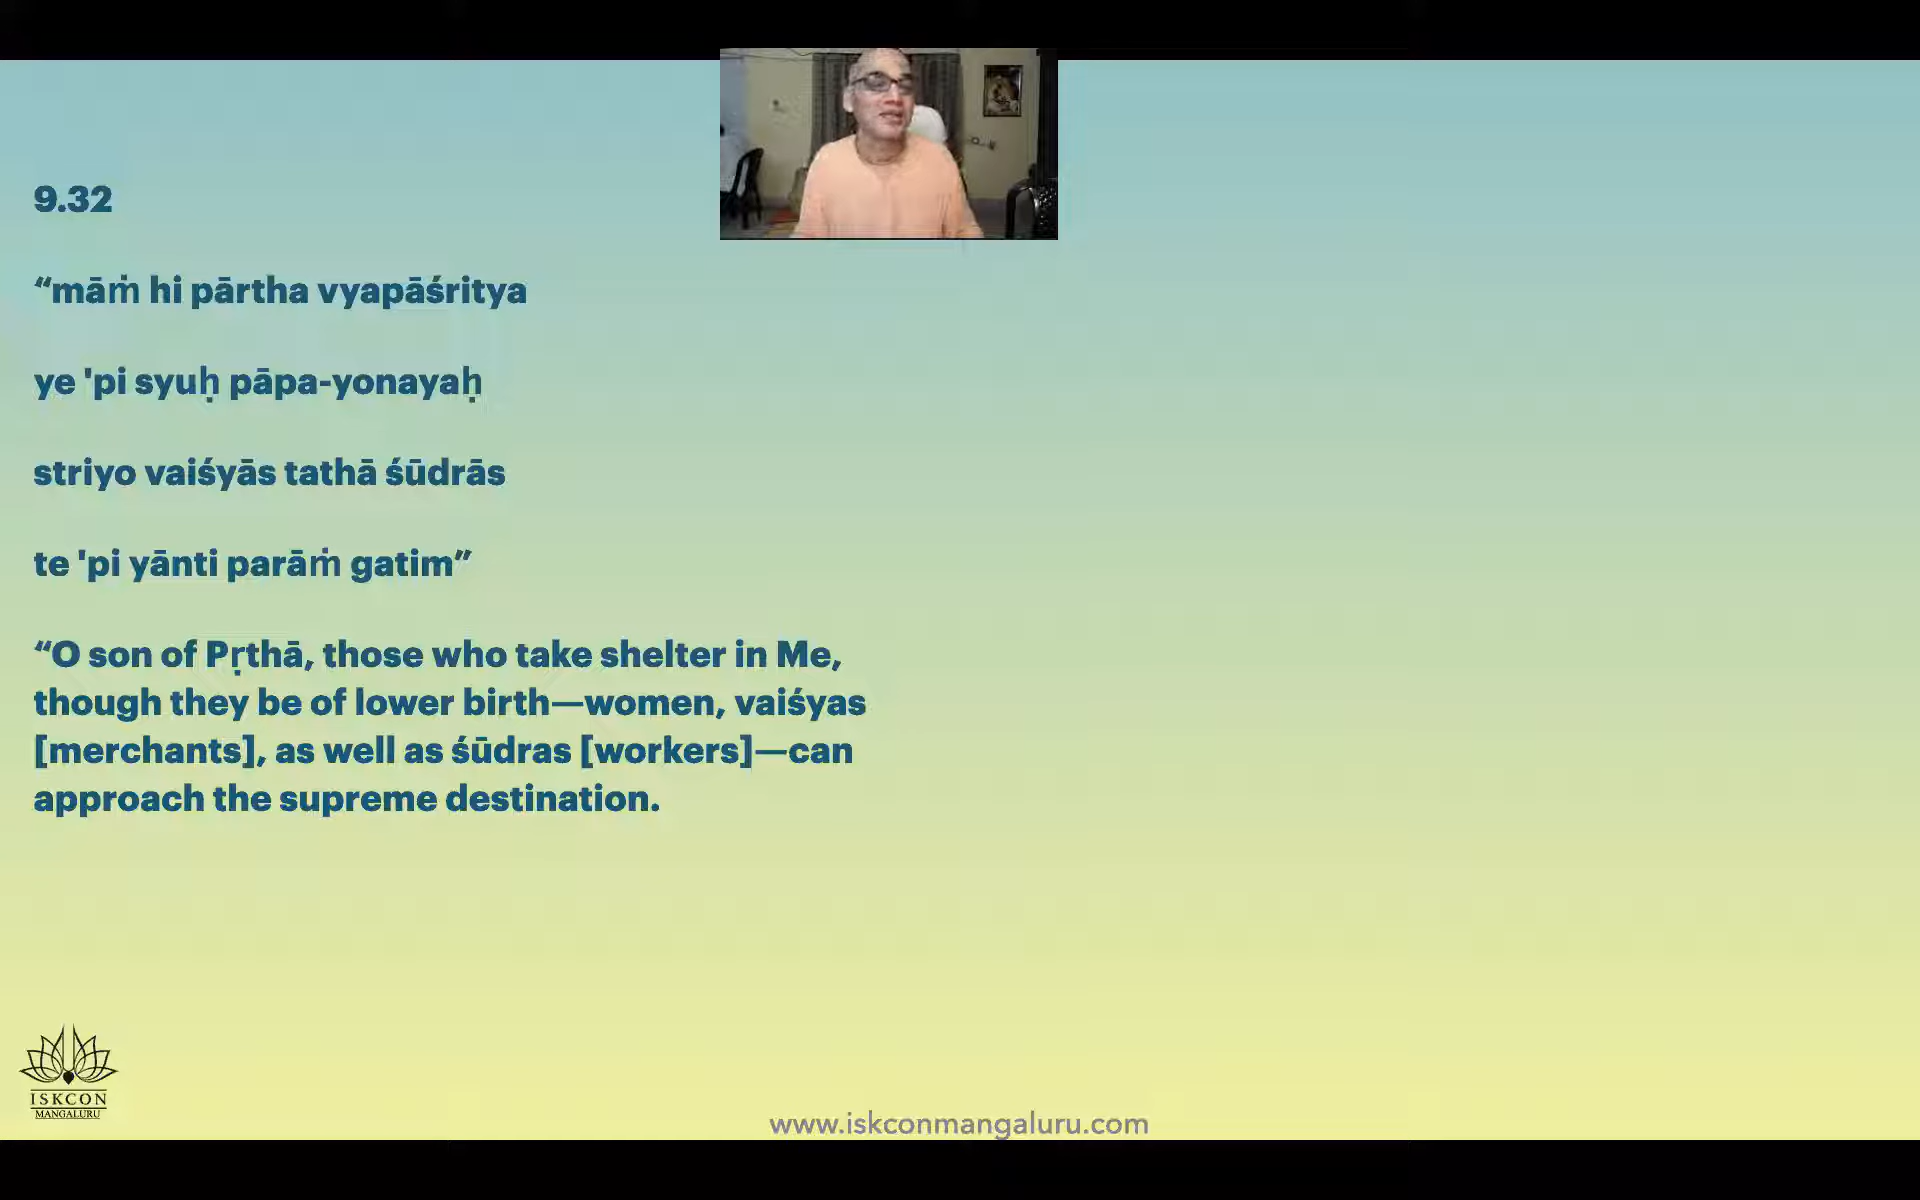 9.32
“māṁ hi pārtha vyapāśritya
ye 'pi syuḥ pāpa-yonayaḥ
striyo vaiśyās tathā śūdrās
te 'pi yānti parāṁ gatim”
“O son of Pṛthā, those who take shelter in Me,
though they be of lower birth—women, vaiśyas
[merchants], as well as śūdras [workers]—can
approach the supreme destination.
ISKCON
MANGALURU
www.iskconmangaluru.com